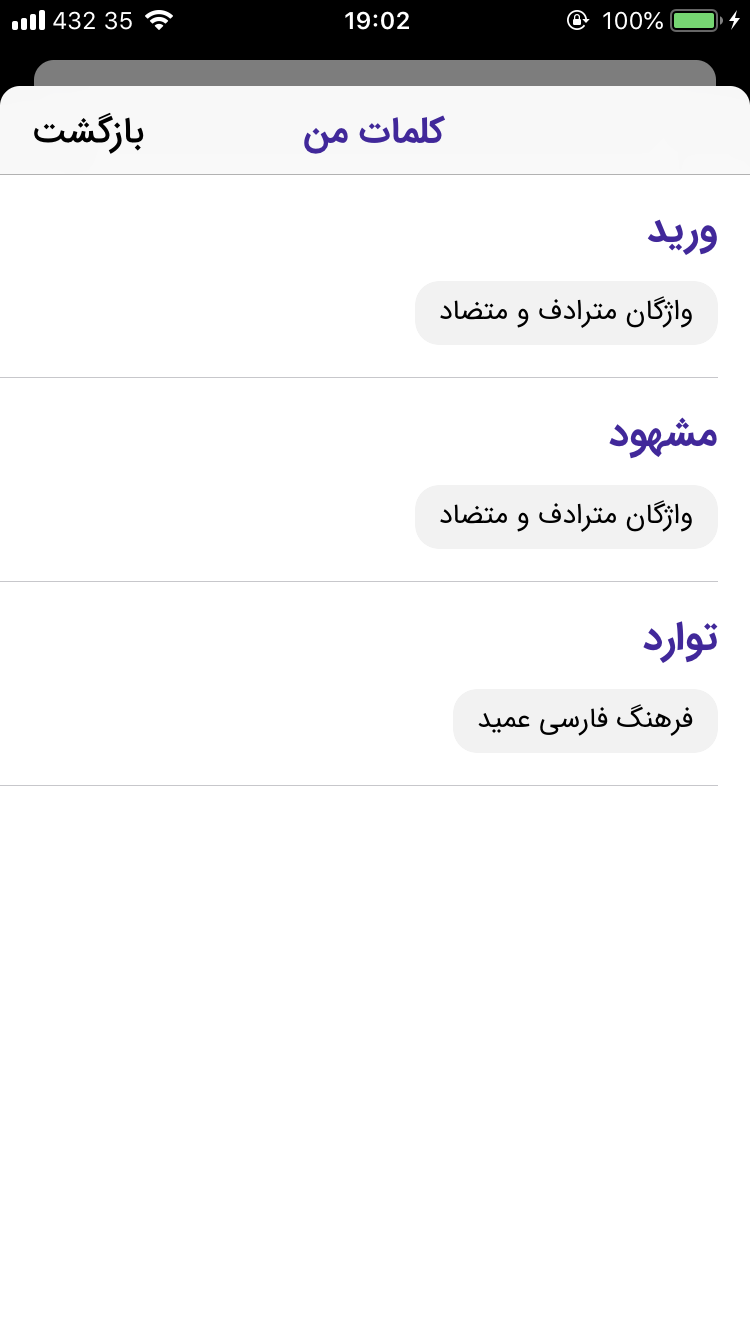 432 35 19:02 100%
کلمات من بازگشت
ورید
واژگان مترادف و متضاد
مشهود
واژگان مترادف و متضاد
توارد
فرهنگ فارسی عمید